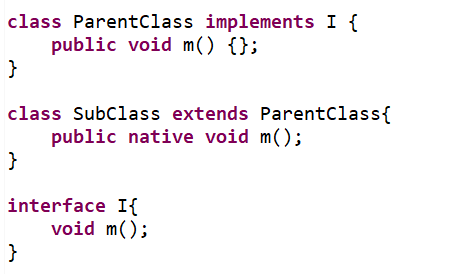 class ParentClass implements I {
public void m() {};
}
class SubClass extends ParentClass{
public native void m();
}
interface I{
void m();
}